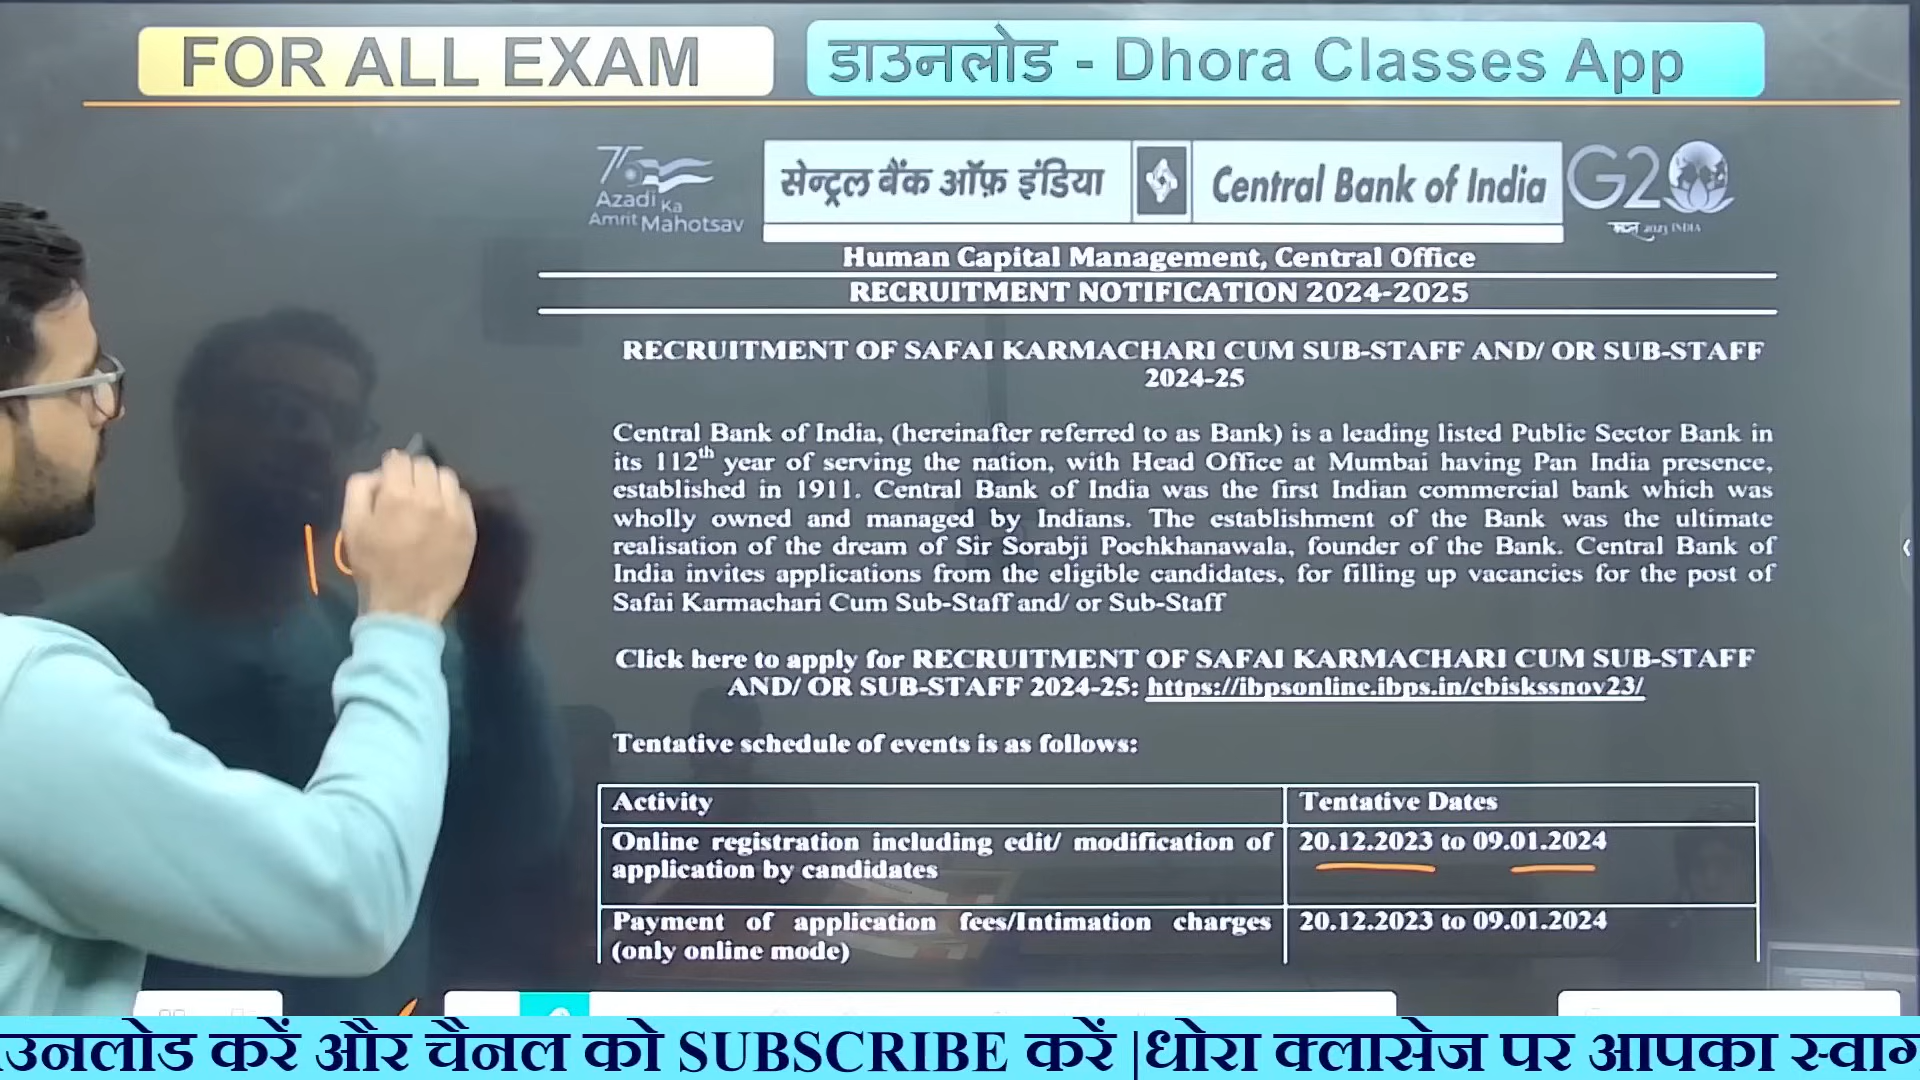 FOR ALL EXAM
डाउनलोड - Dhora Classes App
75
Azadi Ka
Amrit Mahotsav
सेन्ट्रल बैंक ऑफ़ इंडिया
Central Bank of India
G20
2023 INDIA
Human Capital Management, Central Office
RECRUITMENT NOTIFICATION 2024-2025
RECRUITMENT OF SAFAI KARMACHARI CUM SUB-STAFF AND/ OR SUB-STAFF
2024-25
Central Bank of India, (hereinafter referred to as Bank) is a leading listed Public Sector Bank in
its 112th year of serving the nation, with Head Office at Mumbai having Pan India presence,
established in 1911. Central Bank of India was the first Indian commercial bank which was
wholly owned and managed by Indians. The establishment of the Bank was the ultimate
realisation of the dream of Sir Sorabji Pochkhanawala, founder of the Bank. Central Bank of
India invites applications from the eligible candidates, for filling up vacancies for the post of
Safai Karmachari Cum Sub-Staff and/ or Sub-Staff
Click here to apply for RECRUITMENT OF SAFAI KARMACHARI CUM SUB-STAFF
AND/ OR SUB-STAFF 2024-25: https://ibpsonline.ibps.in/cbiskssnov23/
Tentative schedule of events is as follows:
Activity
Tentative Dates
Online registration including edit/ modification of
application by candidates
20.12.2023 to 09.01.2024
Payment of application fees/Intimation charges
(only online mode)
20.12.2023 to 09.01.2024
करें और चैनल को SUBSCRIBE करें |धोरा क्लासेज पर आपका